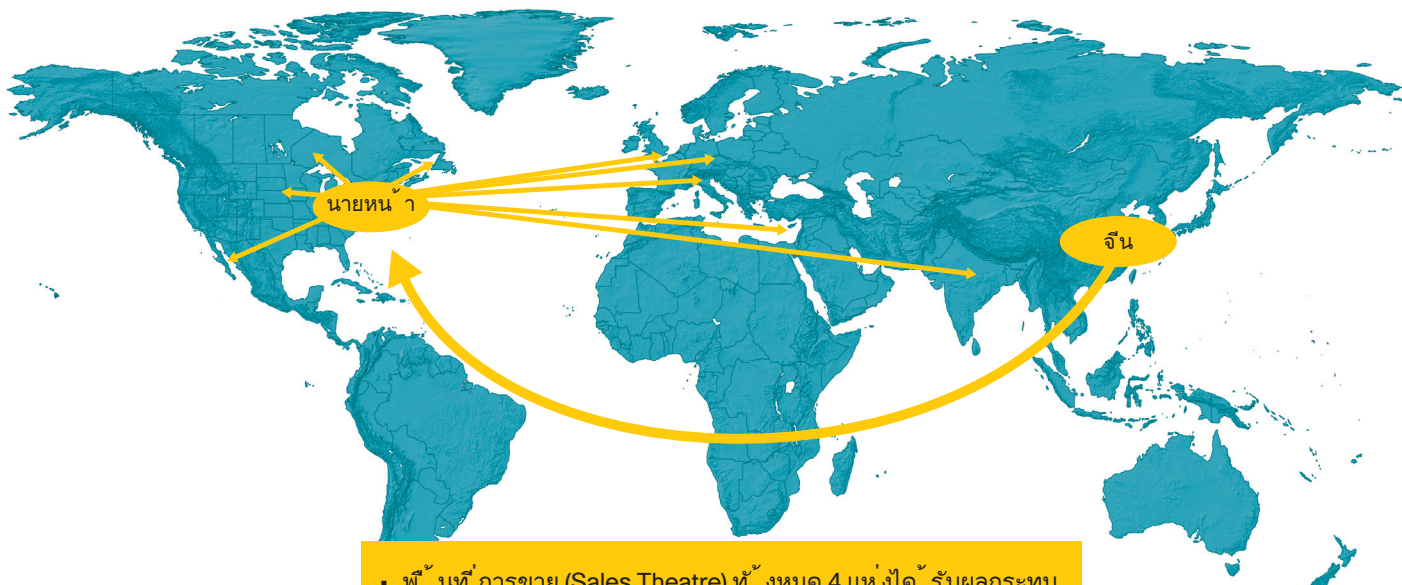 นายหน้า
จีน
▪ พื้นที่การขาย (Sales Theatre) ทั้งหมด 4 แห่งได้รับผลกระทบ